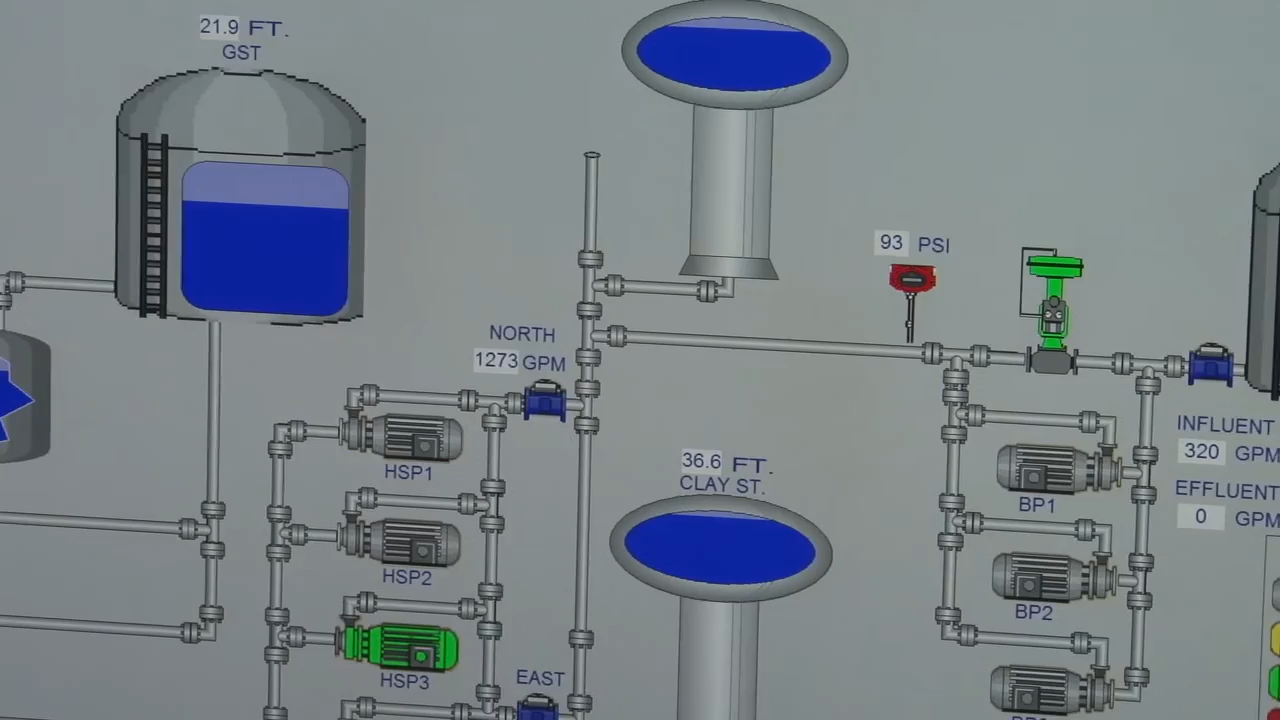 21.9 FT.
GST
93 PSI
NORTH
1273 GPM
INFLUENT
320 GPM
HSP1
36.6 FT.
CLAY ST.
BP1
EFFLUENT
0 GPM
HSP2
BP2
HSP3
EAST